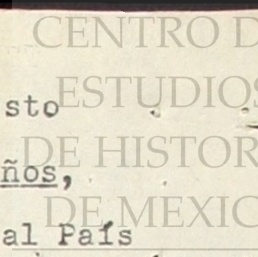 CENTRO D
ESTUDIOS
sto
DE HISTOR
ños,
DE MEXIC
al País